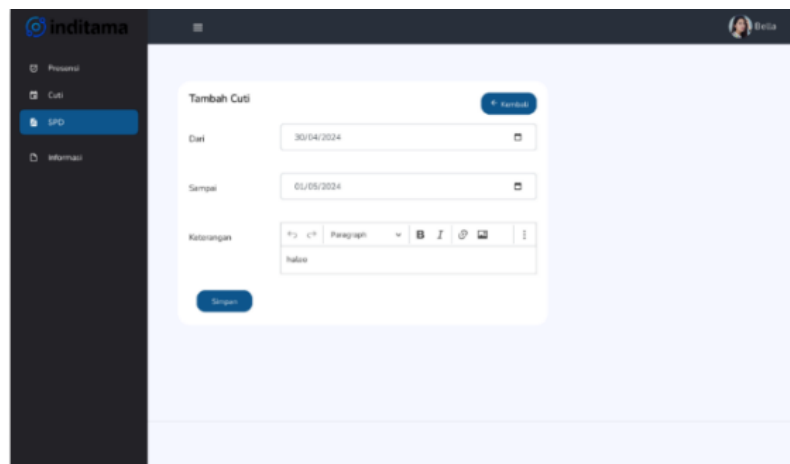 inditama
Bella
Presensi
Cuti
SPD
Informasi
Tambah Cuti
Kembali
Dari
30/04/2024
Sampai
01/05/2024
Keterangan
Paragraph B I
haloo
Simpan